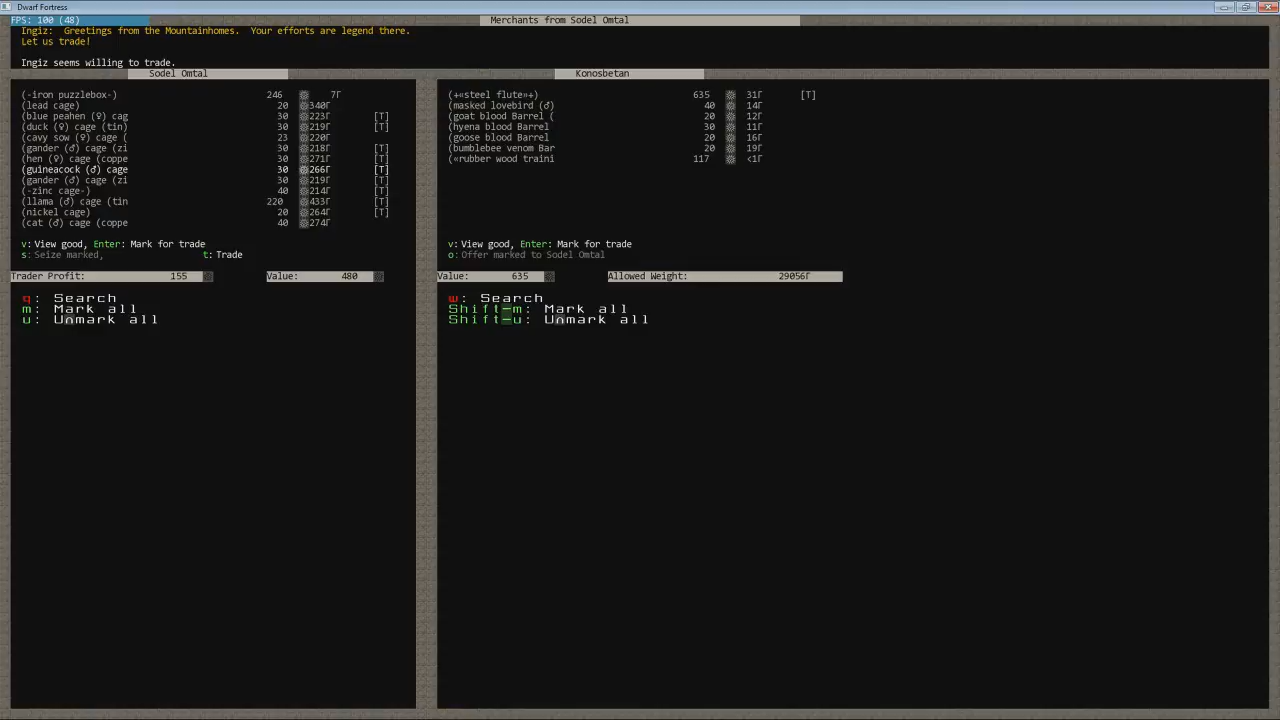 Dwarf Fortress
FPS: 100 (48)
Merchants from Sodel Omtal
Ingiz: Greetings from the Mountainhomes. Your efforts are legend there.
Let us trade!
Ingiz seems willing to trade.
Sodel Omtal
(-iron puzzlebox-) 246☼ 7Γ
(lead cage) 20☼340Γ
(blue peahen (♀) cag 30☼223Γ [T]
(duck (♀) cage (tin) 30☼219Γ [T]
(cavy sow (♀) cage ( 23☼220Γ
(gander (♂) cage (zi 30☼218Γ [T]
(hen (♀) cage (coppe 30☼271Γ [T]
(guineacock (♂) cage 30☼266Γ [T]
(gander (♂) cage (zi 30☼219Γ [T]
(-zinc cage-) 40☼214Γ [T]
(llama (♂) cage (tin 220☼433Γ [T]
(nickel cage) 20☼264Γ [T]
(cat (♂) cage (coppe 40☼274Γ
v: View good, Enter: Mark for trade
s: Seize marked, t: Trade
Trader Profit: 155☼ Value: 480☼
q: Search
m: Mark all
u: Unmark all
Konosbetan
(+«steel flute»+) 635☼ 31Γ [T]
(masked lovebird (♂) 40☼ 14Γ
(goat blood Barrel ( 20☼ 12Γ
(hyena blood Barrel 30☼ 11Γ
(goose blood Barrel 20☼ 16Γ
(bumblebee venom Bar 20☼ 19Γ
(«rubber wood traini 117☼ <1Γ
v: View good, Enter: Mark for trade
o: Offer marked to Sodel Omtal
Value: 635☼ Allowed Weight: 29056Γ
w: Search
Shift-m: Mark all
Shift-u: Unmark all